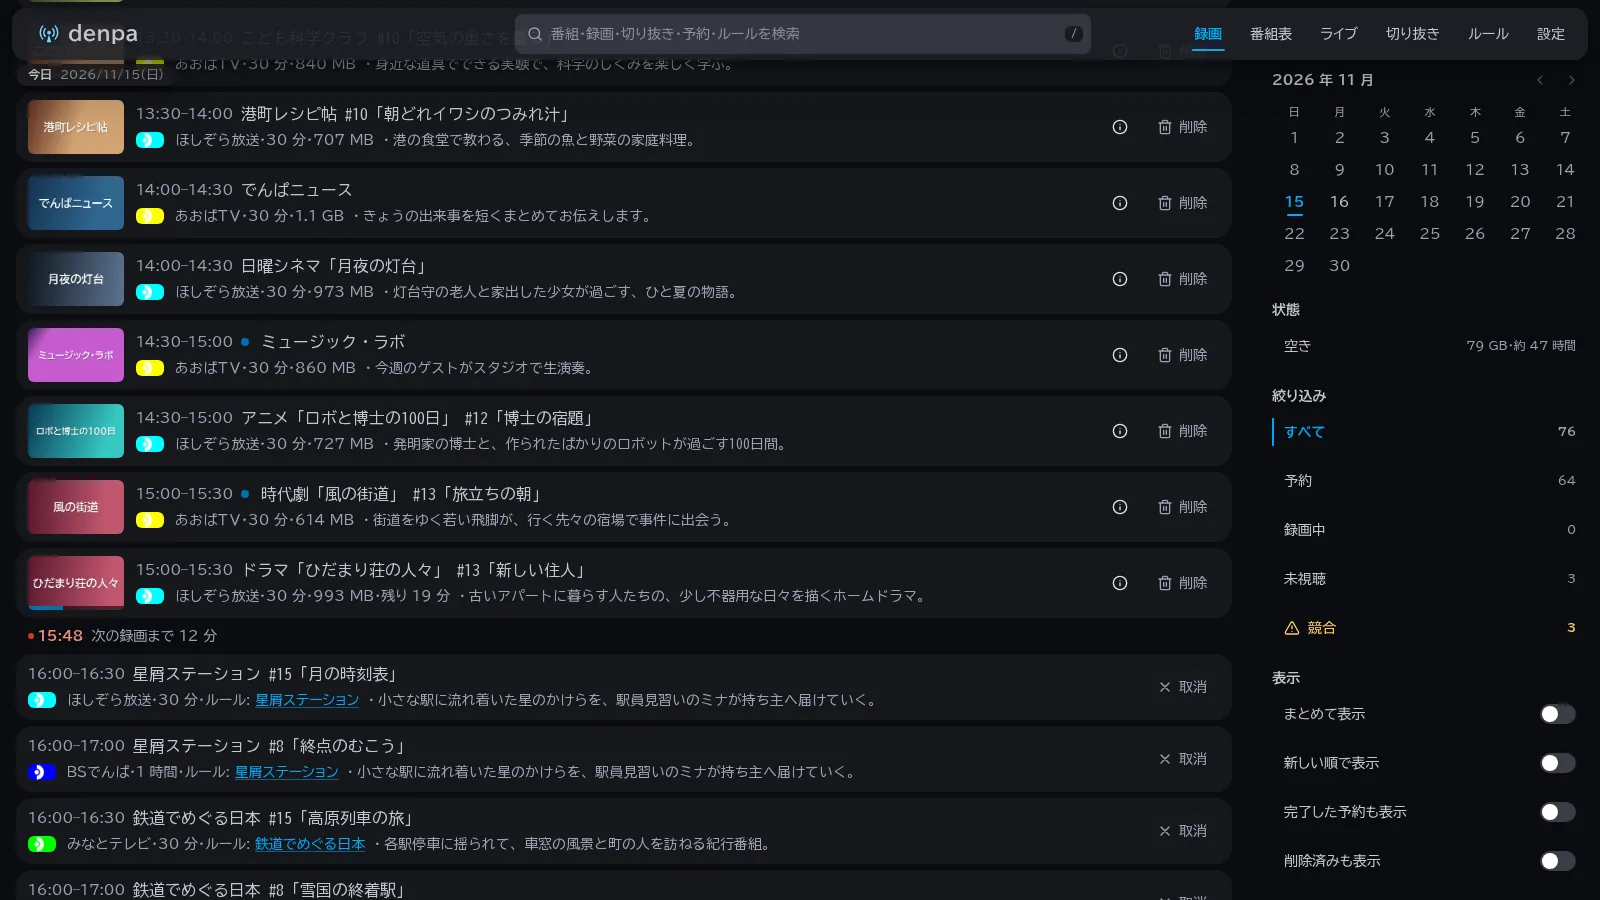 denpa
番組・録画・切り抜き・予約・ルールを検索
/
録画
番組表
ライブ
切り抜き
ルール
設定
13:30-14:00 こども科学クラブ #10「空気の重さを
あおばTV・30 分・840 MB ・身近な道具でできる実験で、科学のしくみを楽しく学ぶ。
今日 2026/11/15(日)
港町レシピ帖
13:30-14:00 港町レシピ帖 #10「朝どれイワシのつみれ汁」
ほしぞら放送・30 分・707 MB ・港の食堂で教わる、季節の魚と野菜の家庭料理。
削除
でんぱニュース
14:00-14:30 でんぱニュース
あおばTV・30 分・1.1 GB ・きょうの出来事を短くまとめてお伝えします。
削除
月夜の灯台
14:00-14:30 日曜シネマ「月夜の灯台」
ほしぞら放送・30 分・973 MB ・灯台守の老人と家出した少女が過ごす、ひと夏の物語。
削除
ミュージック・ラボ
14:30-15:00 ミュージック・ラボ
あおばTV・30 分・860 MB ・今週のゲストがスタジオで生演奏。
削除
ロボと博士の100日
14:30-15:00 アニメ「ロボと博士の100日」 #12「博士の宿題」
ほしぞら放送・30 分・727 MB ・発明家の博士と、作られたばかりのロボットが過ごす100日間。
削除
風の街道
15:00-15:30 時代劇「風の街道」 #13「旅立ちの朝」
あおばTV・30 分・614 MB ・街道をゆく若い飛脚が、行く先々の宿場で事件に出会う。
削除
ひだまり荘の人々
15:00-15:30 ドラマ「ひだまり荘の人々」 #13「新しい住人」
ほしぞら放送・30 分・993 MB・残り 19 分 ・古いアパートに暮らす人たちの、少し不器用な日々を描くホームドラマ。
削除
15:48 次の録画まで 12 分
16:00-16:30 星屑ステーション #15「月の時刻表」
ほしぞら放送・30 分・ルール: 星屑ステーション ・小さな駅に流れ着いた星のかけらを、駅員見習いのミナが持ち主へ届けていく。
取消
16:00-17:00 星屑ステーション #8「終点のむこう」
BSでんぱ・1 時間・ルール: 星屑ステーション ・小さな駅に流れ着いた星のかけらを、駅員見習いのミナが持ち主へ届けていく。
取消
16:00-16:30 鉄道でめぐる日本 #15「高原列車の旅」
みなとテレビ・30 分・ルール: 鉄道でめぐる日本 ・各駅停車に揺られて、車窓の風景と町の人を訪ねる紀行番組。
取消
16:00-17:00 鉄道でめぐる日本 #8「雪国の終着駅」
2026 年 11 月
日 月 火 水 木 金 土
1 2 3 4 5 6 7
8 9 10 11 12 13 14
15 16 17 18 19 20 21
22 23 24 25 26 27 28
29 30
状態
空き 79 GB・約 47 時間
絞り込み
すべて 76
予約 64
録画中 0
未視聴 3
競合 3
表示
まとめて表示
新しい順で表示
完了した予約も表示
削除済みも表示